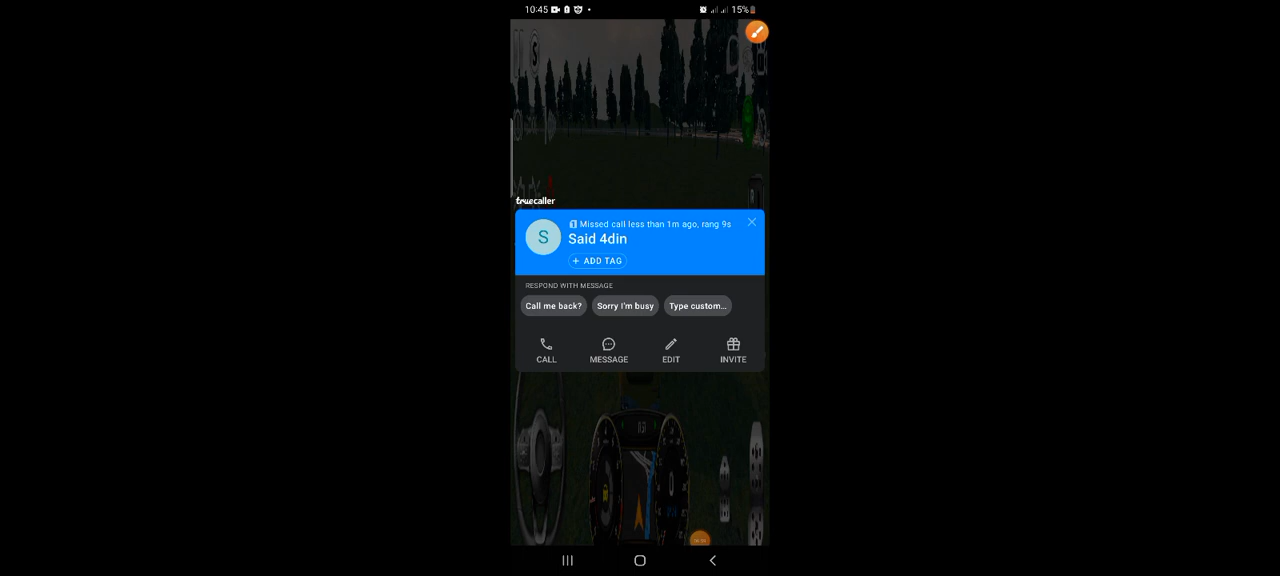 10:45
15%
truecaller
Missed call less than 1m ago, rang 9s
S
Said 4din
+ ADD TAG
RESPOND WITH MESSAGE
Call me back?
Sorry I'm busy
Type custom...
CALL
MESSAGE
EDIT
INVITE